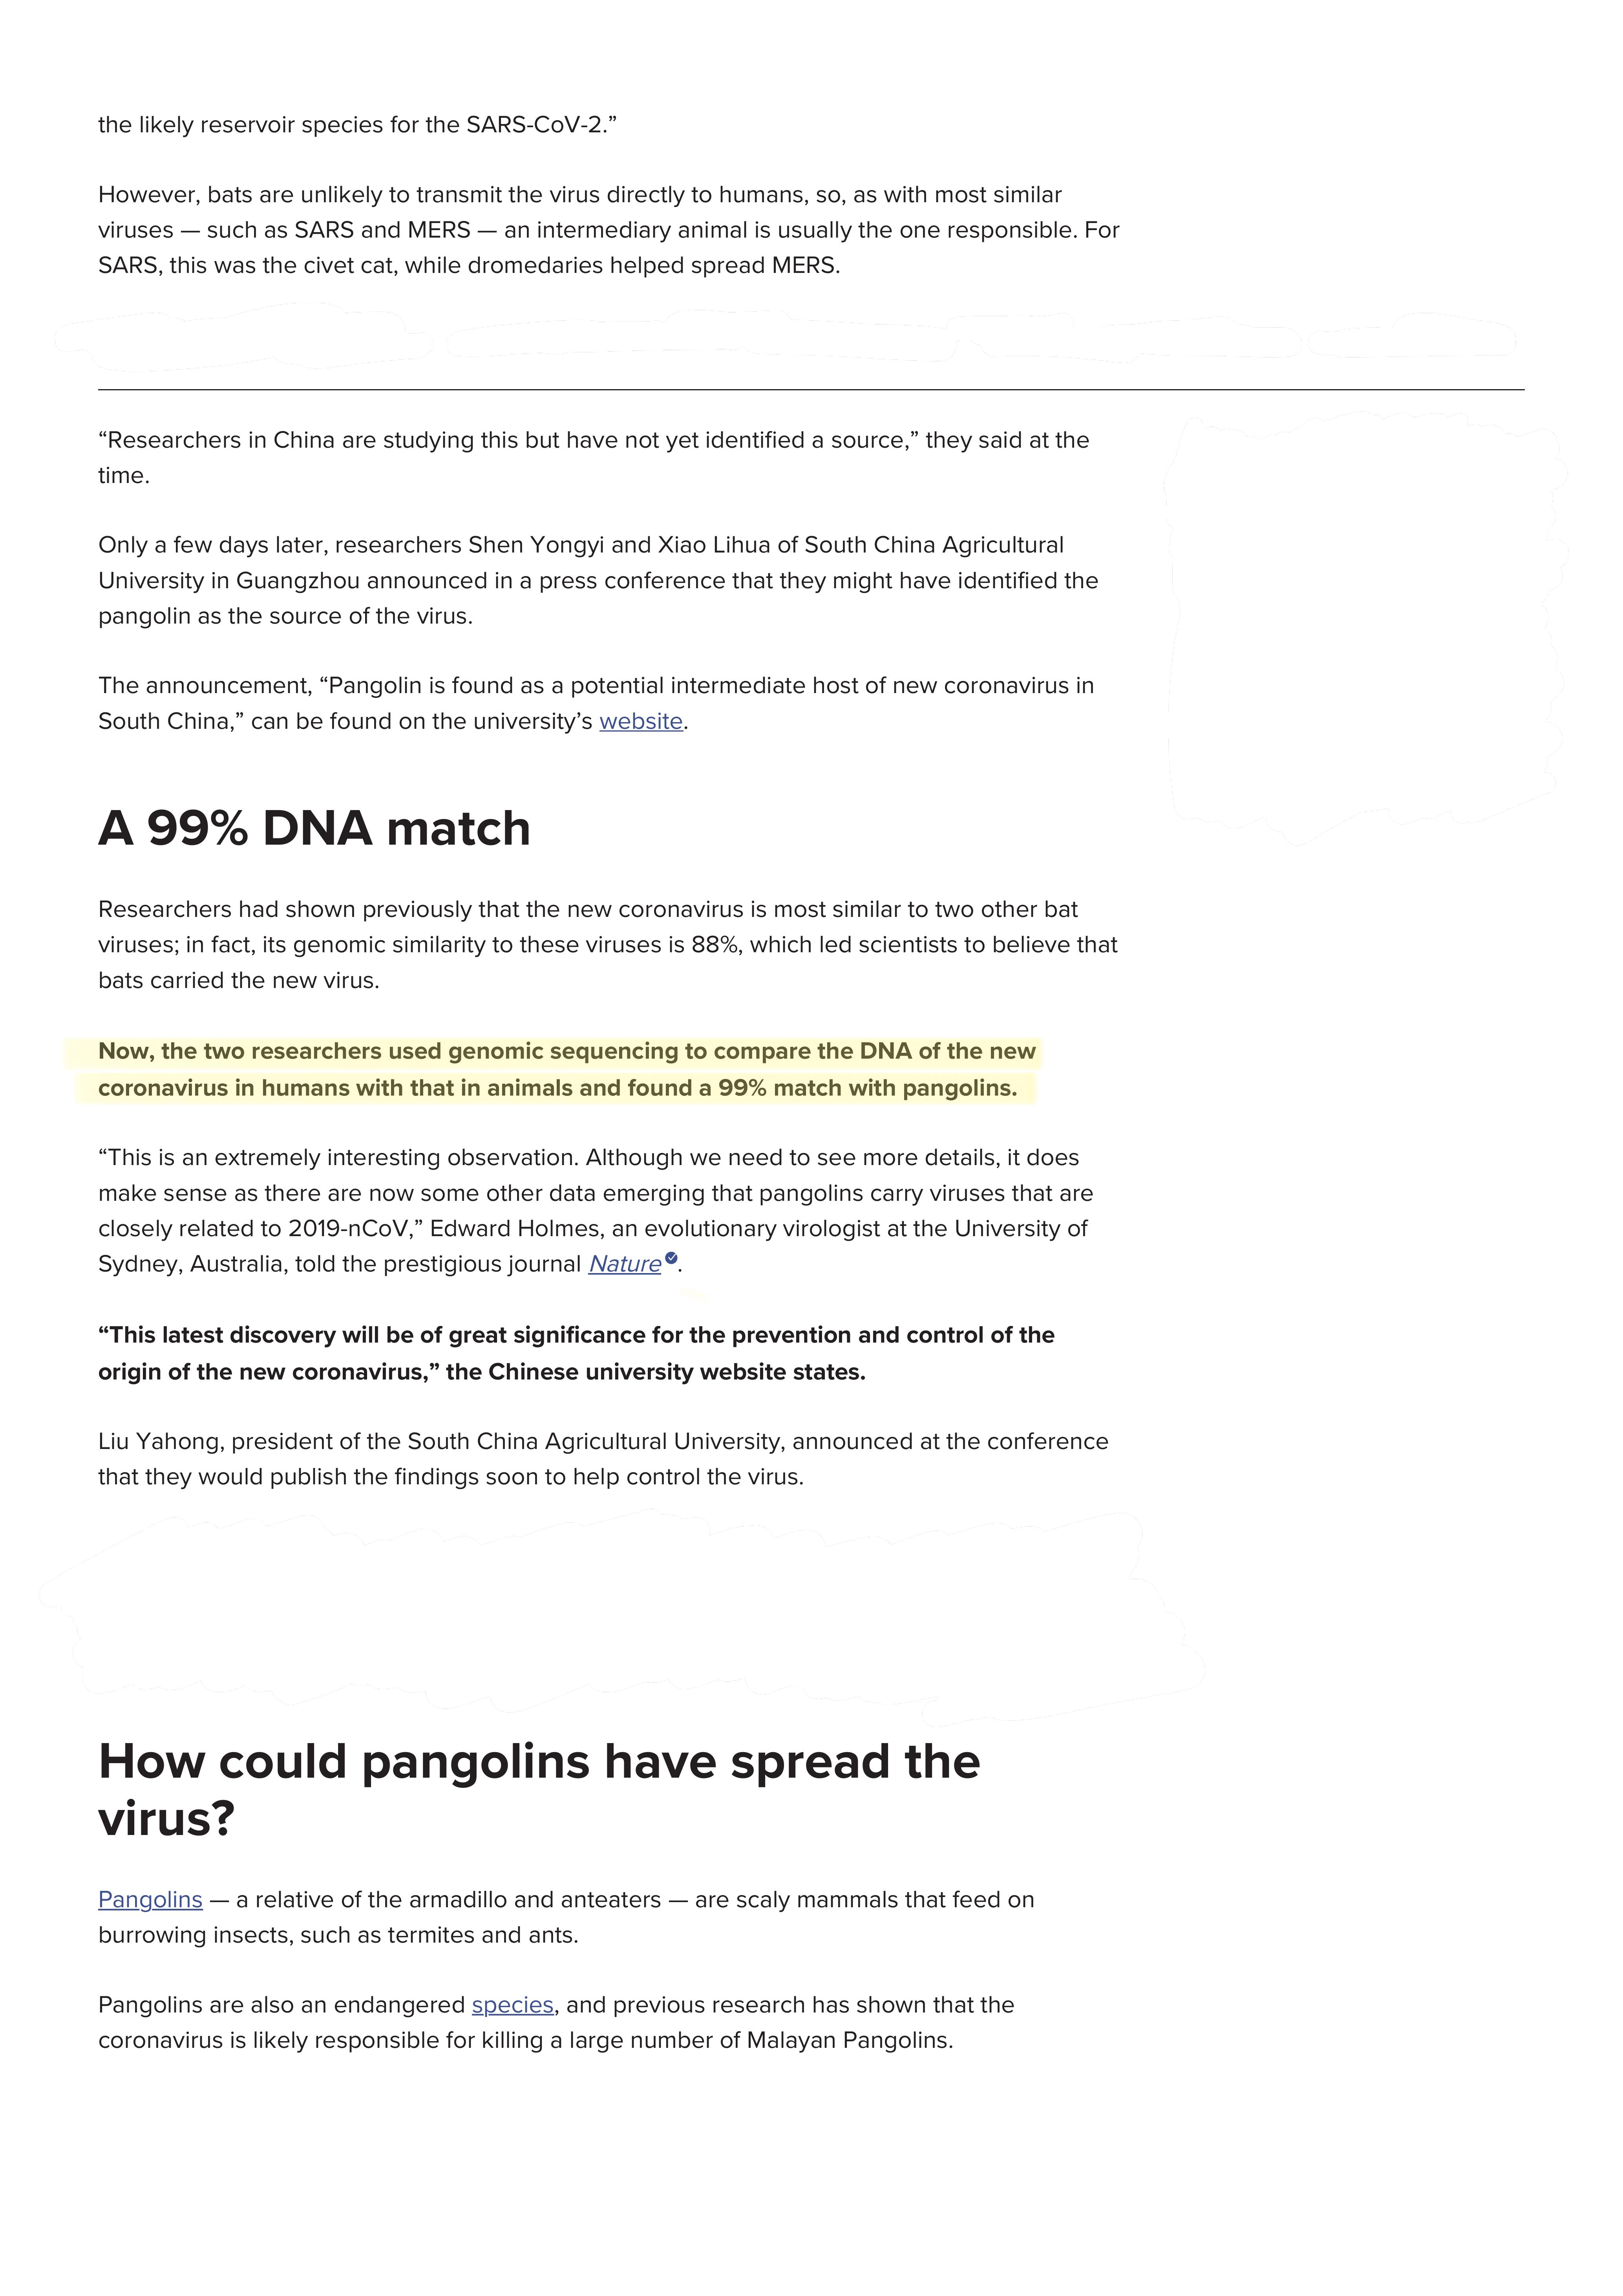 the likely reservoir species for the SARS-CoV-2.”
However, bats are unlikely to transmit the virus directly to humans, so, as with most similar
viruses — such as SARS and MERS — an intermediary animal is usually the one responsible. For
SARS, this was the civet cat, while dromedaries helped spread MERS.
“Researchers in China are studying this but have not yet identified a source,” they said at the
time.
Only a few days later, researchers Shen Yongyi and Xiao Lihua of South China Agricultural
University in Guangzhou announced in a press conference that they might have identified the
pangolin as the source of the virus.
The announcement, “Pangolin is found as a potential intermediate host of new coronavirus in
South China,” can be found on the university’s website.
A 99% DNA match
Researchers had shown previously that the new coronavirus is most similar to two other bat
viruses; in fact, its genomic similarity to these viruses is 88%, which led scientists to believe that
bats carried the new virus.
Now, the two researchers used genomic sequencing to compare the DNA of the new
coronavirus in humans with that in animals and found a 99% match with pangolins.
“This is an extremely interesting observation. Although we need to see more details, it does
make sense as there are now some other data emerging that pangolins carry viruses that are
closely related to 2019-nCoV,” Edward Holmes, an evolutionary virologist at the University of
Sydney, Australia, told the prestigious journal Nature.
“This latest discovery will be of great significance for the prevention and control of the
origin of the new coronavirus,” the Chinese university website states.
Liu Yahong, president of the South China Agricultural University, announced at the conference
that they would publish the findings soon to help control the virus.
How could pangolins have spread the
virus?
Pangolins — a relative of the armadillo and anteaters — are scaly mammals that feed on
burrowing insects, such as termites and ants.
Pangolins are also an endangered species, and previous research has shown that the
coronavirus is likely responsible for killing a large number of Malayan Pangolins.